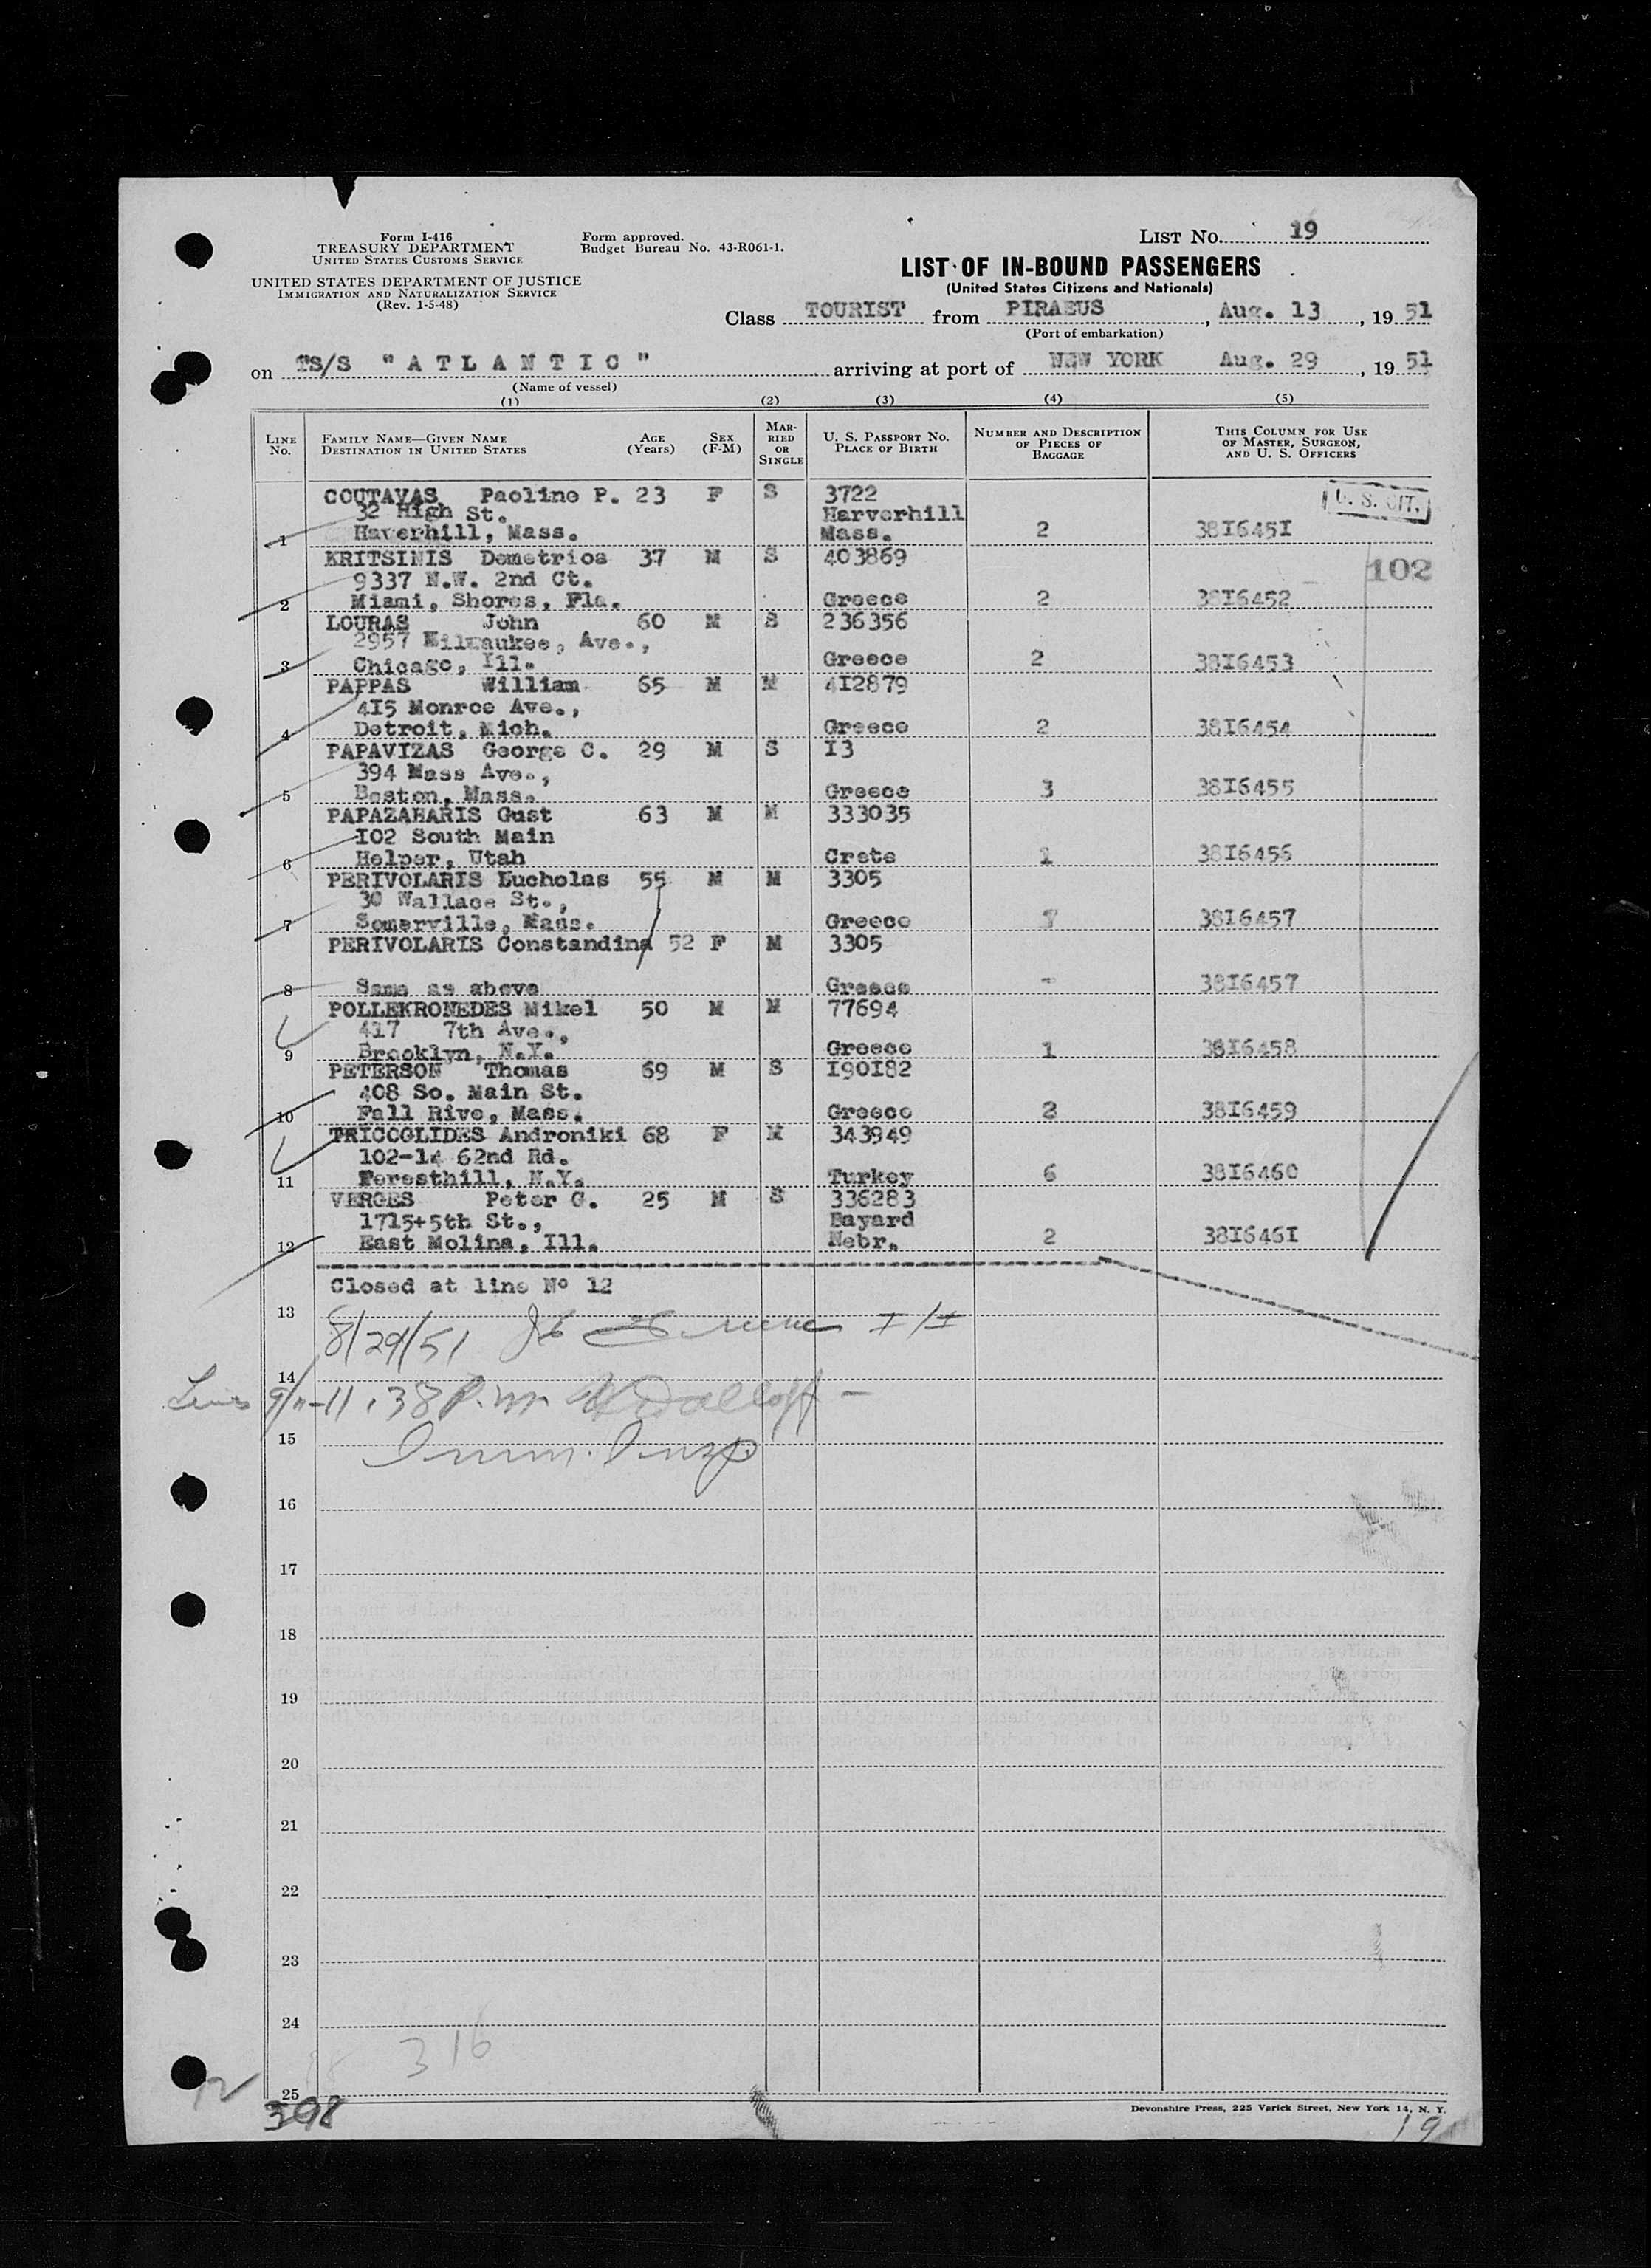 Form I-416
TREASURY DEPARTMENT
UNITED STATES CUSTOMS SERVICE
UNITED STATES DEPARTMENT OF JUSTICE
IMMIGRATION AND NATURALIZATION SERVICE
(Rev. 1-5-48)
Form approved.
Budget Bureau No. 43-R061-1.
LIST NO. 19
LIST OF IN-BOUND PASSENGERS
(United States Citizens and Nationals)
Class TOURIST from PIRAEUS, Aug. 13, 1951
(Port of embarkation)
on TS/S "ATLANTIC" arriving at port of NEW YORK Aug. 29, 1951
(Name of vessel)
(1) (2) (3) (4) (5)
LINE No. FAMILY NAME—GIVEN NAME DESTINATION IN UNITED STATES AGE (Years) SEX (F-M) MARRIED OR SINGLE U. S. PASSPORT NO. PLACE OF BIRTH NUMBER AND DESCRIPTION OF PIECES OF BAGGAGE THIS COLUMN FOR USE OF MASTER, SURGEON, AND U. S. OFFICERS
COUTAVAS Paoline P. 23 F S 3722 U. S. CIT.
32 High St. Harverhill
1 Haverhill, Mass. Mass. 2 38I645I
KRITSINIS Demetrios 37 M S 403869 102
9337 N.W. 2nd Ct.
2 Miami, Shores, Fla. Greece 2 38I6452
LOURAS John 60 M S 236356
2957 Milwaukee, Ave.,
3 Chicago, Ill. Greece 2 38I6453
PAPPAS William 65 M M 4I2879
4I5 Monroe Ave.,
4 Detroit, Mich. Greece 2 38I6454
PAPAVIZAS George C. 29 M S I3
394 Mass Ave.,
5 Boston, Mass. Greece 3 38I6455
PAPAZAHARIS Gust 63 M M 333035
I02 South Main
6 Helper, Utah Crete 1 38I6456
PERIVOLARIS Nucholas 55 M M 3305
30 Wallace St.,
7 Somerville, Mass. Greece 7 38I6457
PERIVOLARIS Constandina 52 F M 3305
8 Same as above Greece - 38I6457
POLLEKRONEDES Mikel 50 M M 77694
417 7th Ave.,
9 Brooklyn, N.Y. Greece 1 38I6458
PETERSON Thomas 69 M S I90I82
408 So. Main St.
10 Fall Rive, Mass. Greece 2 38I6459
TRICCGLIDES Androniki 68 F M 343949
102-14 62nd Rd.
11 Foresthill, N.Y. Turkey 6 38I6460
VERGES Peter G. 25 M S 336283
1715+5th St., Bayard
12 East Molina, Ill. Nebr. 2 38I646I
Closed at line Nº 12
13
8/29/51
14
Lines 9/11-11.38 P.M.
15
Imm. Insp
16
17
18
19
20
21
22
23
24
316
25
12
398
Devonshire Press, 225 Varick Street, New York 14, N. Y.
19